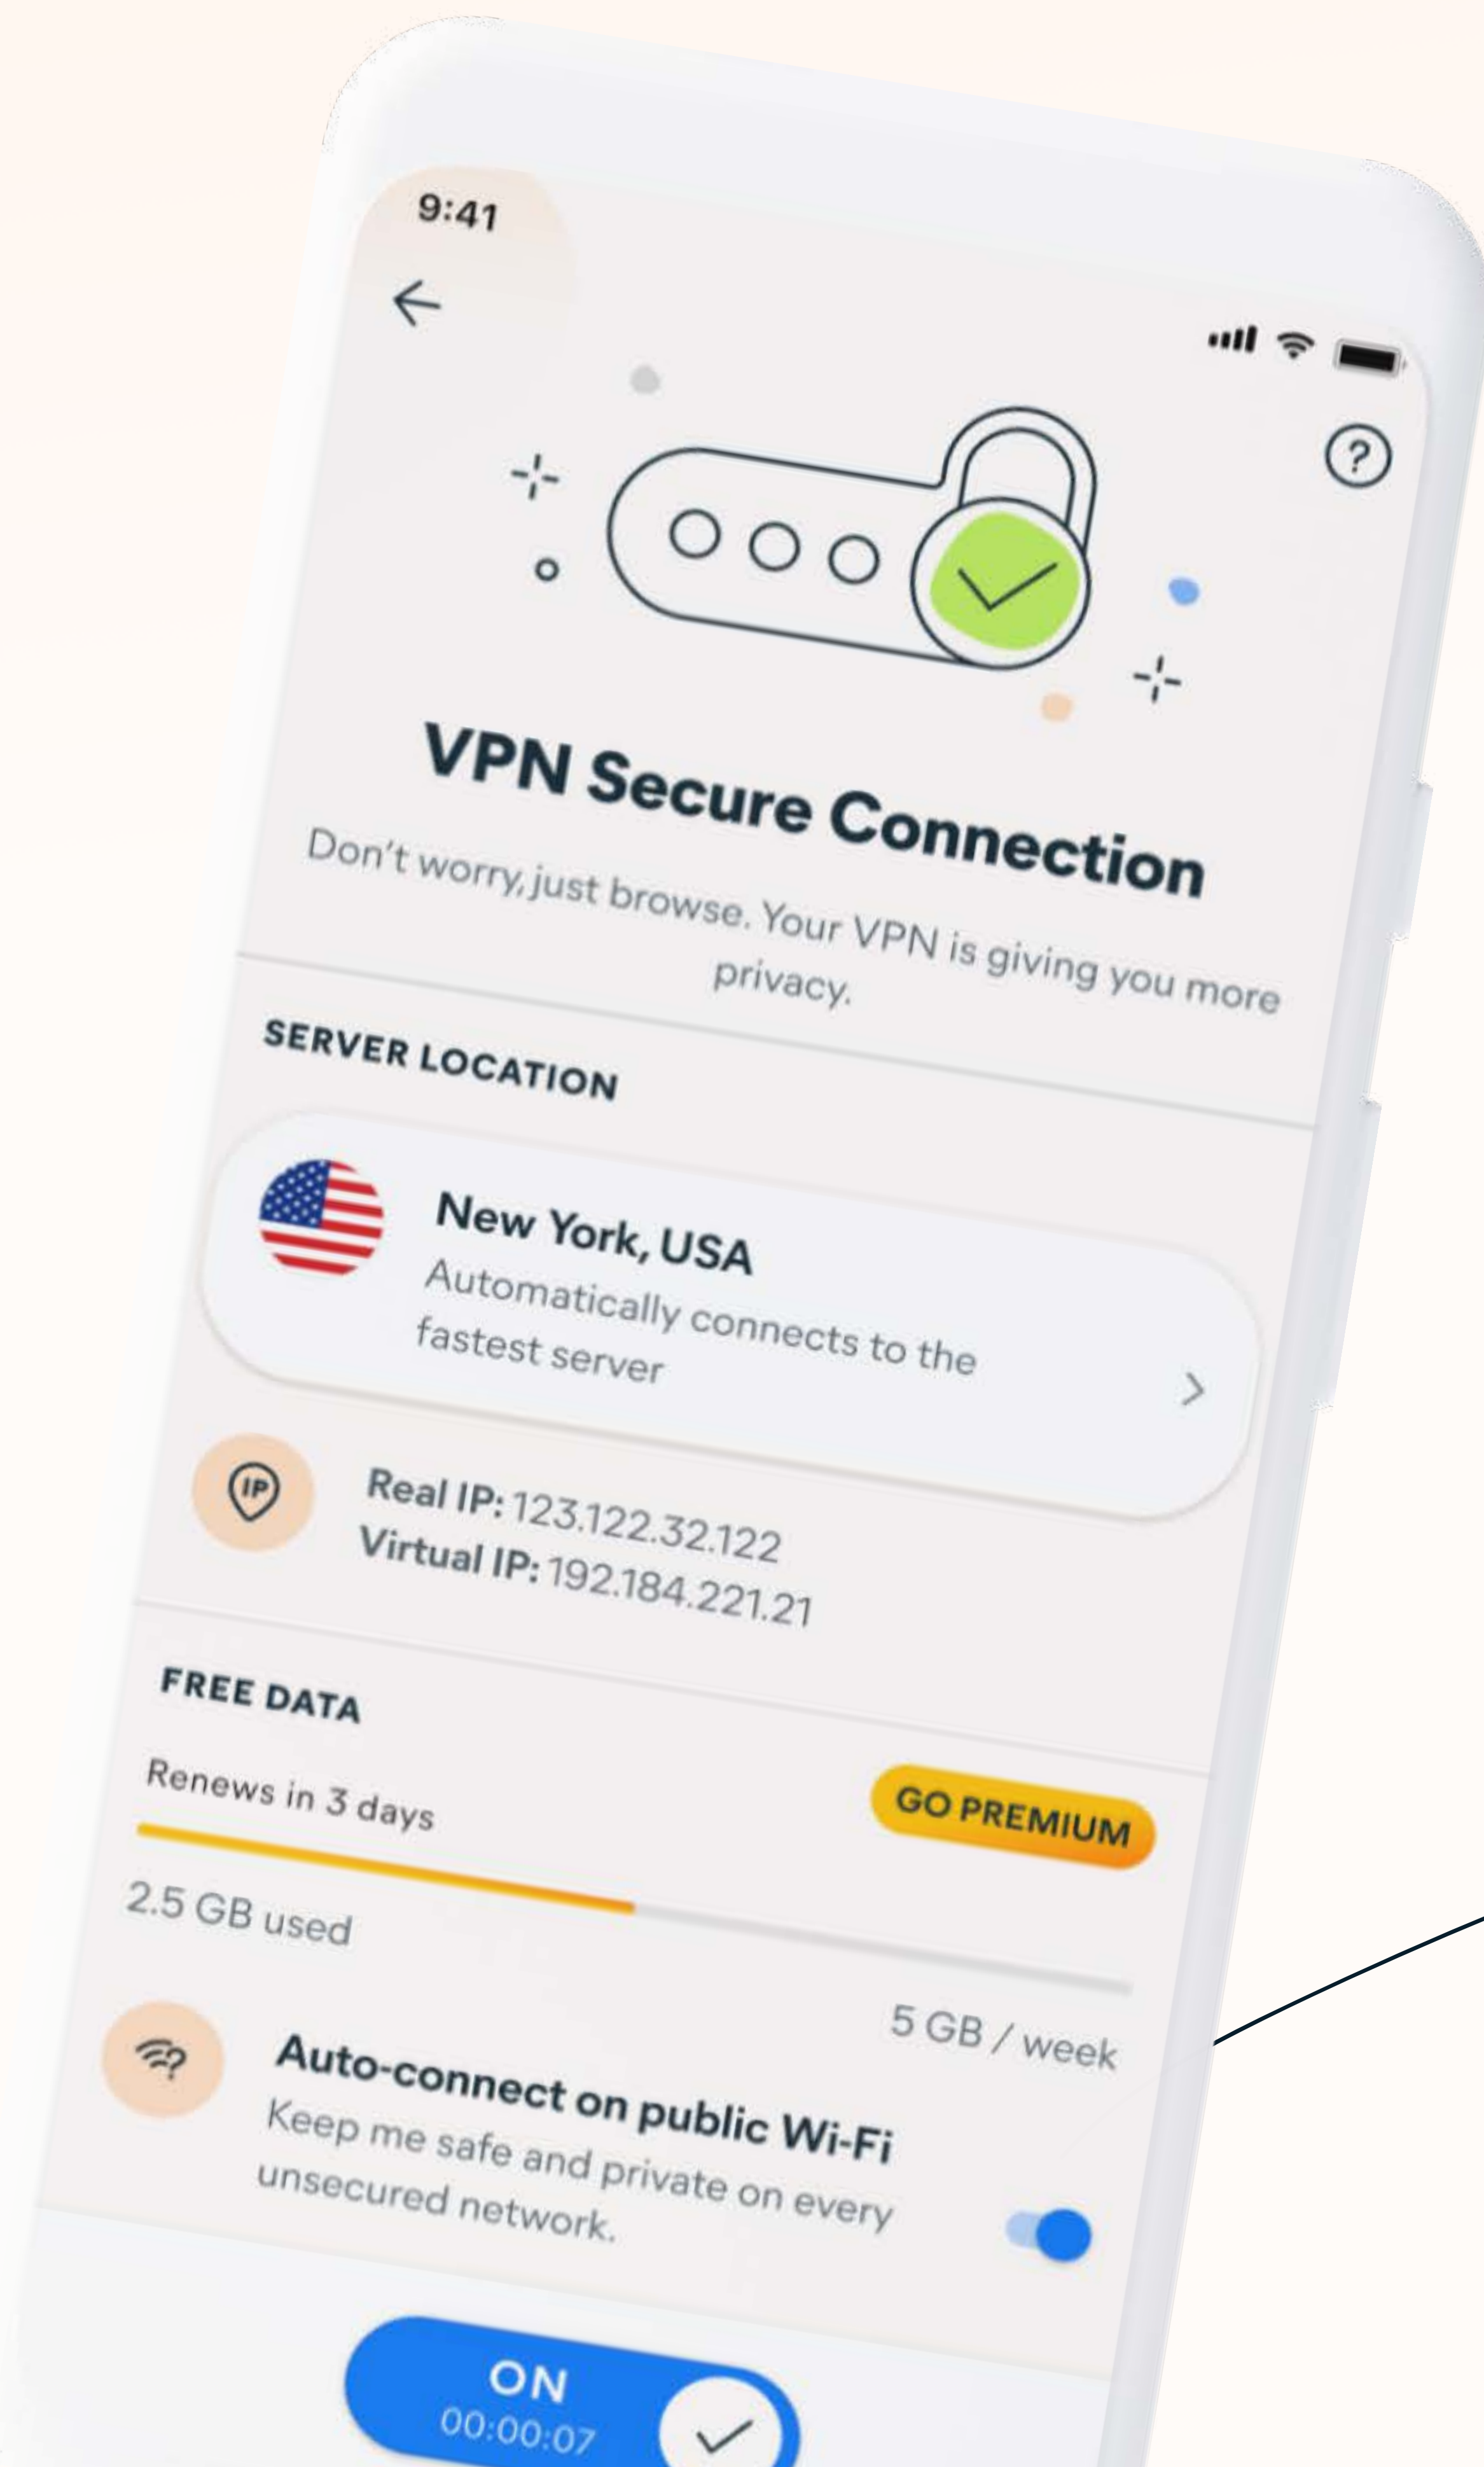 9:41
VPN Secure Connection
Don't worry, just browse. Your VPN is giving you more
privacy.
SERVER LOCATION
New York, USA
Automatically connects to the
fastest server
IP
Real IP: 123.122.32.122
Virtual IP: 192.184.221.21
FREE DATA
Renews in 3 days
GO PREMIUM
2.5 GB used
5 GB / week
Auto-connect on public Wi-Fi
Keep me safe and private on every
unsecured network.
ON
00:00:07